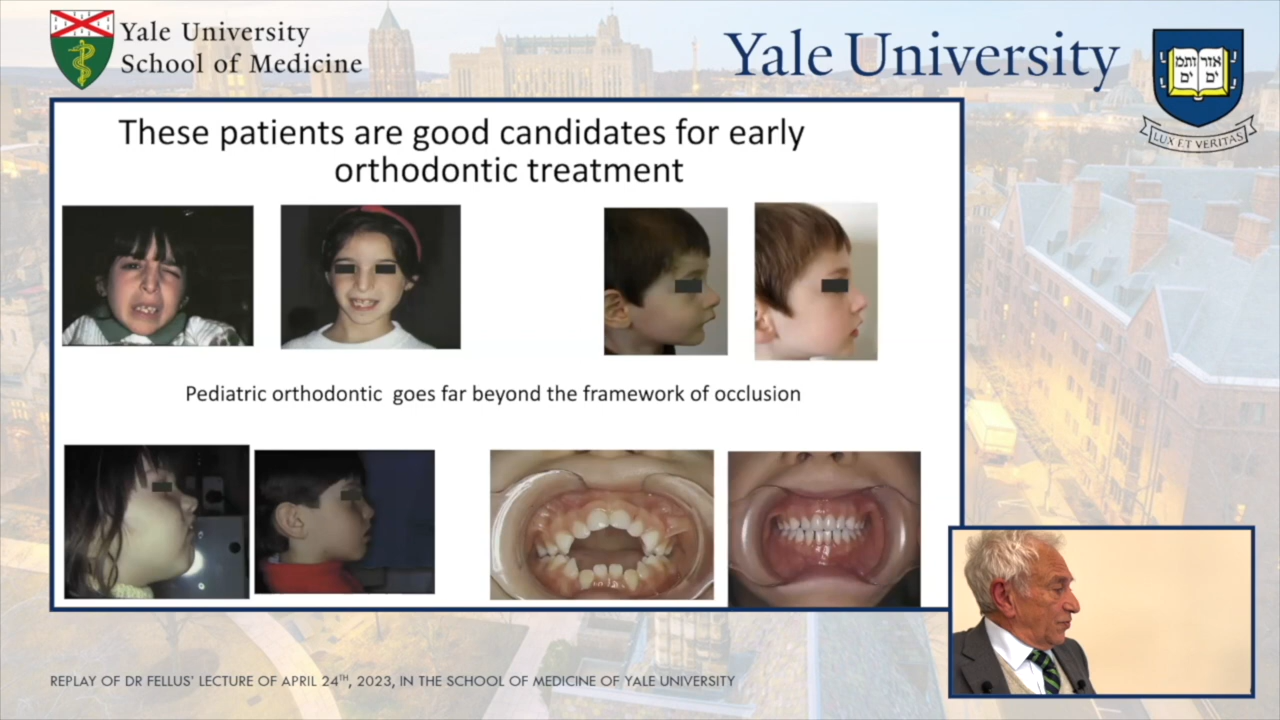 Yale University
School of Medicine
Yale University
אורים
ותמים
LUX ET VERITAS
These patients are good candidates for early
orthodontic treatment
Pediatric orthodontic goes far beyond the framework of occlusion
REPLAY OF DR FELLUS' LECTURE OF APRIL 24TH, 2023, IN THE SCHOOL OF MEDICINE OF YALE UNIVERSITY